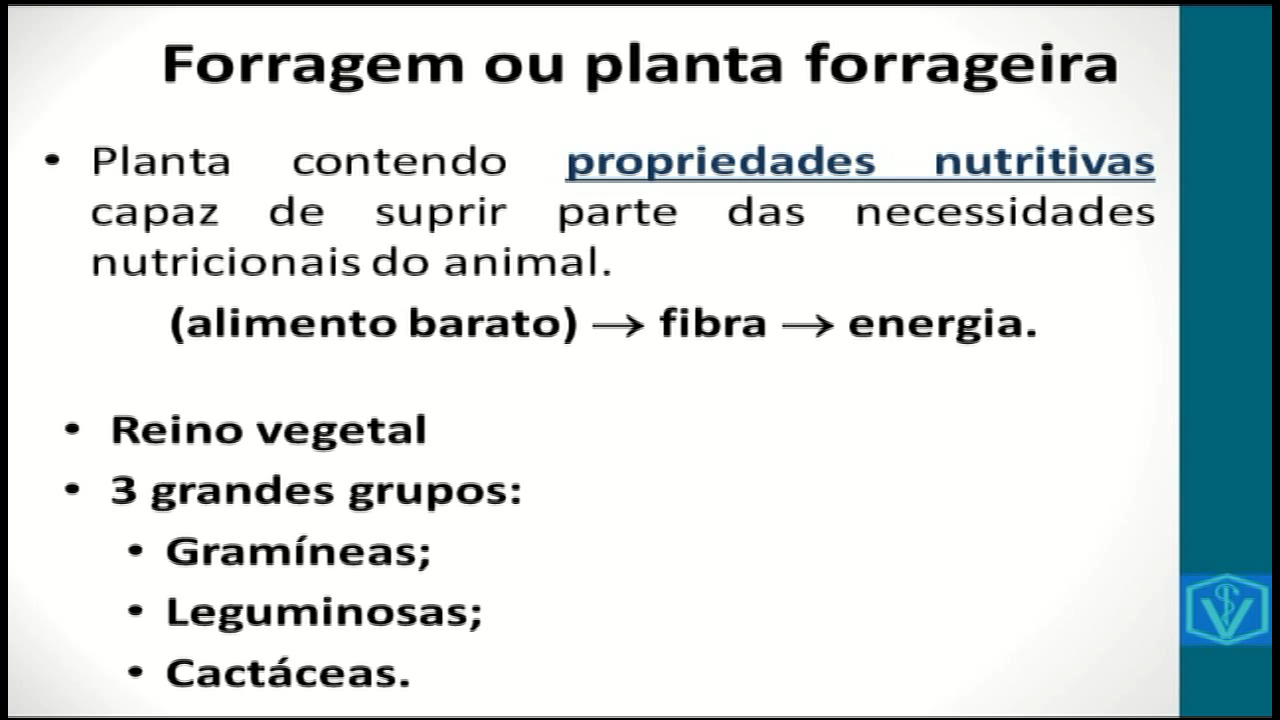 Forragem ou planta forrageira
• Planta contendo propriedades nutritivas
capaz de suprir parte das necessidades
nutricionais do animal.
(alimento barato) → fibra → energia.
• Reino vegetal
• 3 grandes grupos:
• Gramíneas;
• Leguminosas;
• Cactáceas.
V